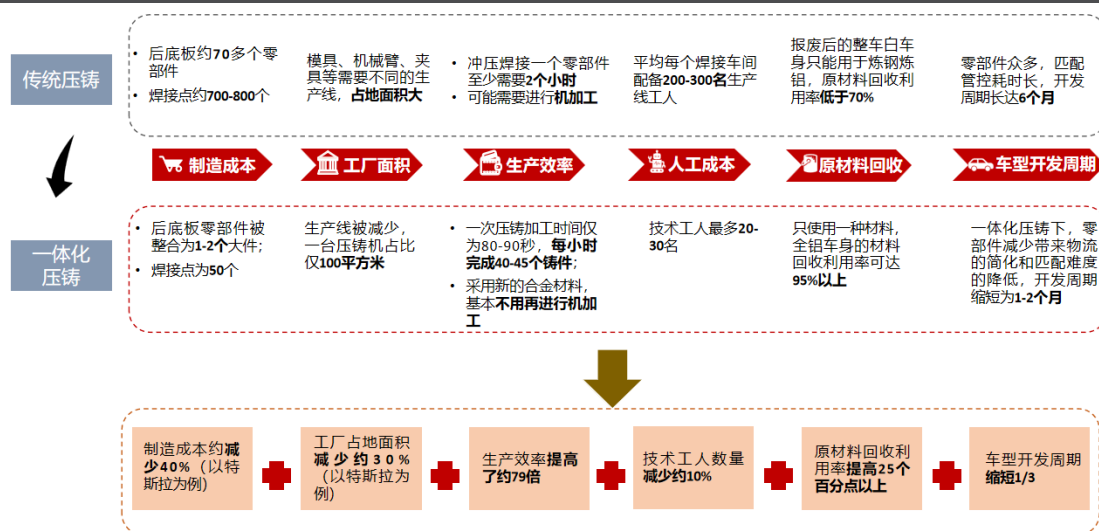 传统压铸
• 后底板约70多个零
部件
• 焊接点约700-800个
模具、机械臂、夹
具等需要不同的生
产线，占地面积大
• 冲压焊接一个零部件
至少需要2个小时
• 可能需要进行机加工
平均每个焊接车间
配备200-300名生产
线工人
报废后的整车白车
身只能用于炼钢炼
铝，原材料回收利
用率低于70%
零部件众多，匹配
管控耗时长，开发
周期长达6个月
制造成本
工厂面积
生产效率
人工成本
原材料回收
车型开发周期
一体化
压铸
• 后底板零部件被
整合为1-2个大件；
• 焊接点为50个
生产线被减少，
一台压铸机占比
仅100平方米
• 一次压铸加工时间仅
为80-90秒，每小时
完成40-45个铸件；
• 采用新的合金材料，
基本不用再进行机加
工
技术工人最多20-
30名
只使用一种材料，
全铝车身的材料
回收利用率可达
95%以上
一体化压铸下，零
部件减少带来物流
的简化和匹配难度
的降低，开发周期
缩短为1-2个月
制造成本约减
少40%（以特
斯拉为例）
工厂占地面积
减少约30%
（以特斯拉为
例）
生产效率提高
了约79倍
技术工人数量
减少约10%
原材料回收利
用率提高25个
百分点以上
车型开发周期
缩短1/3